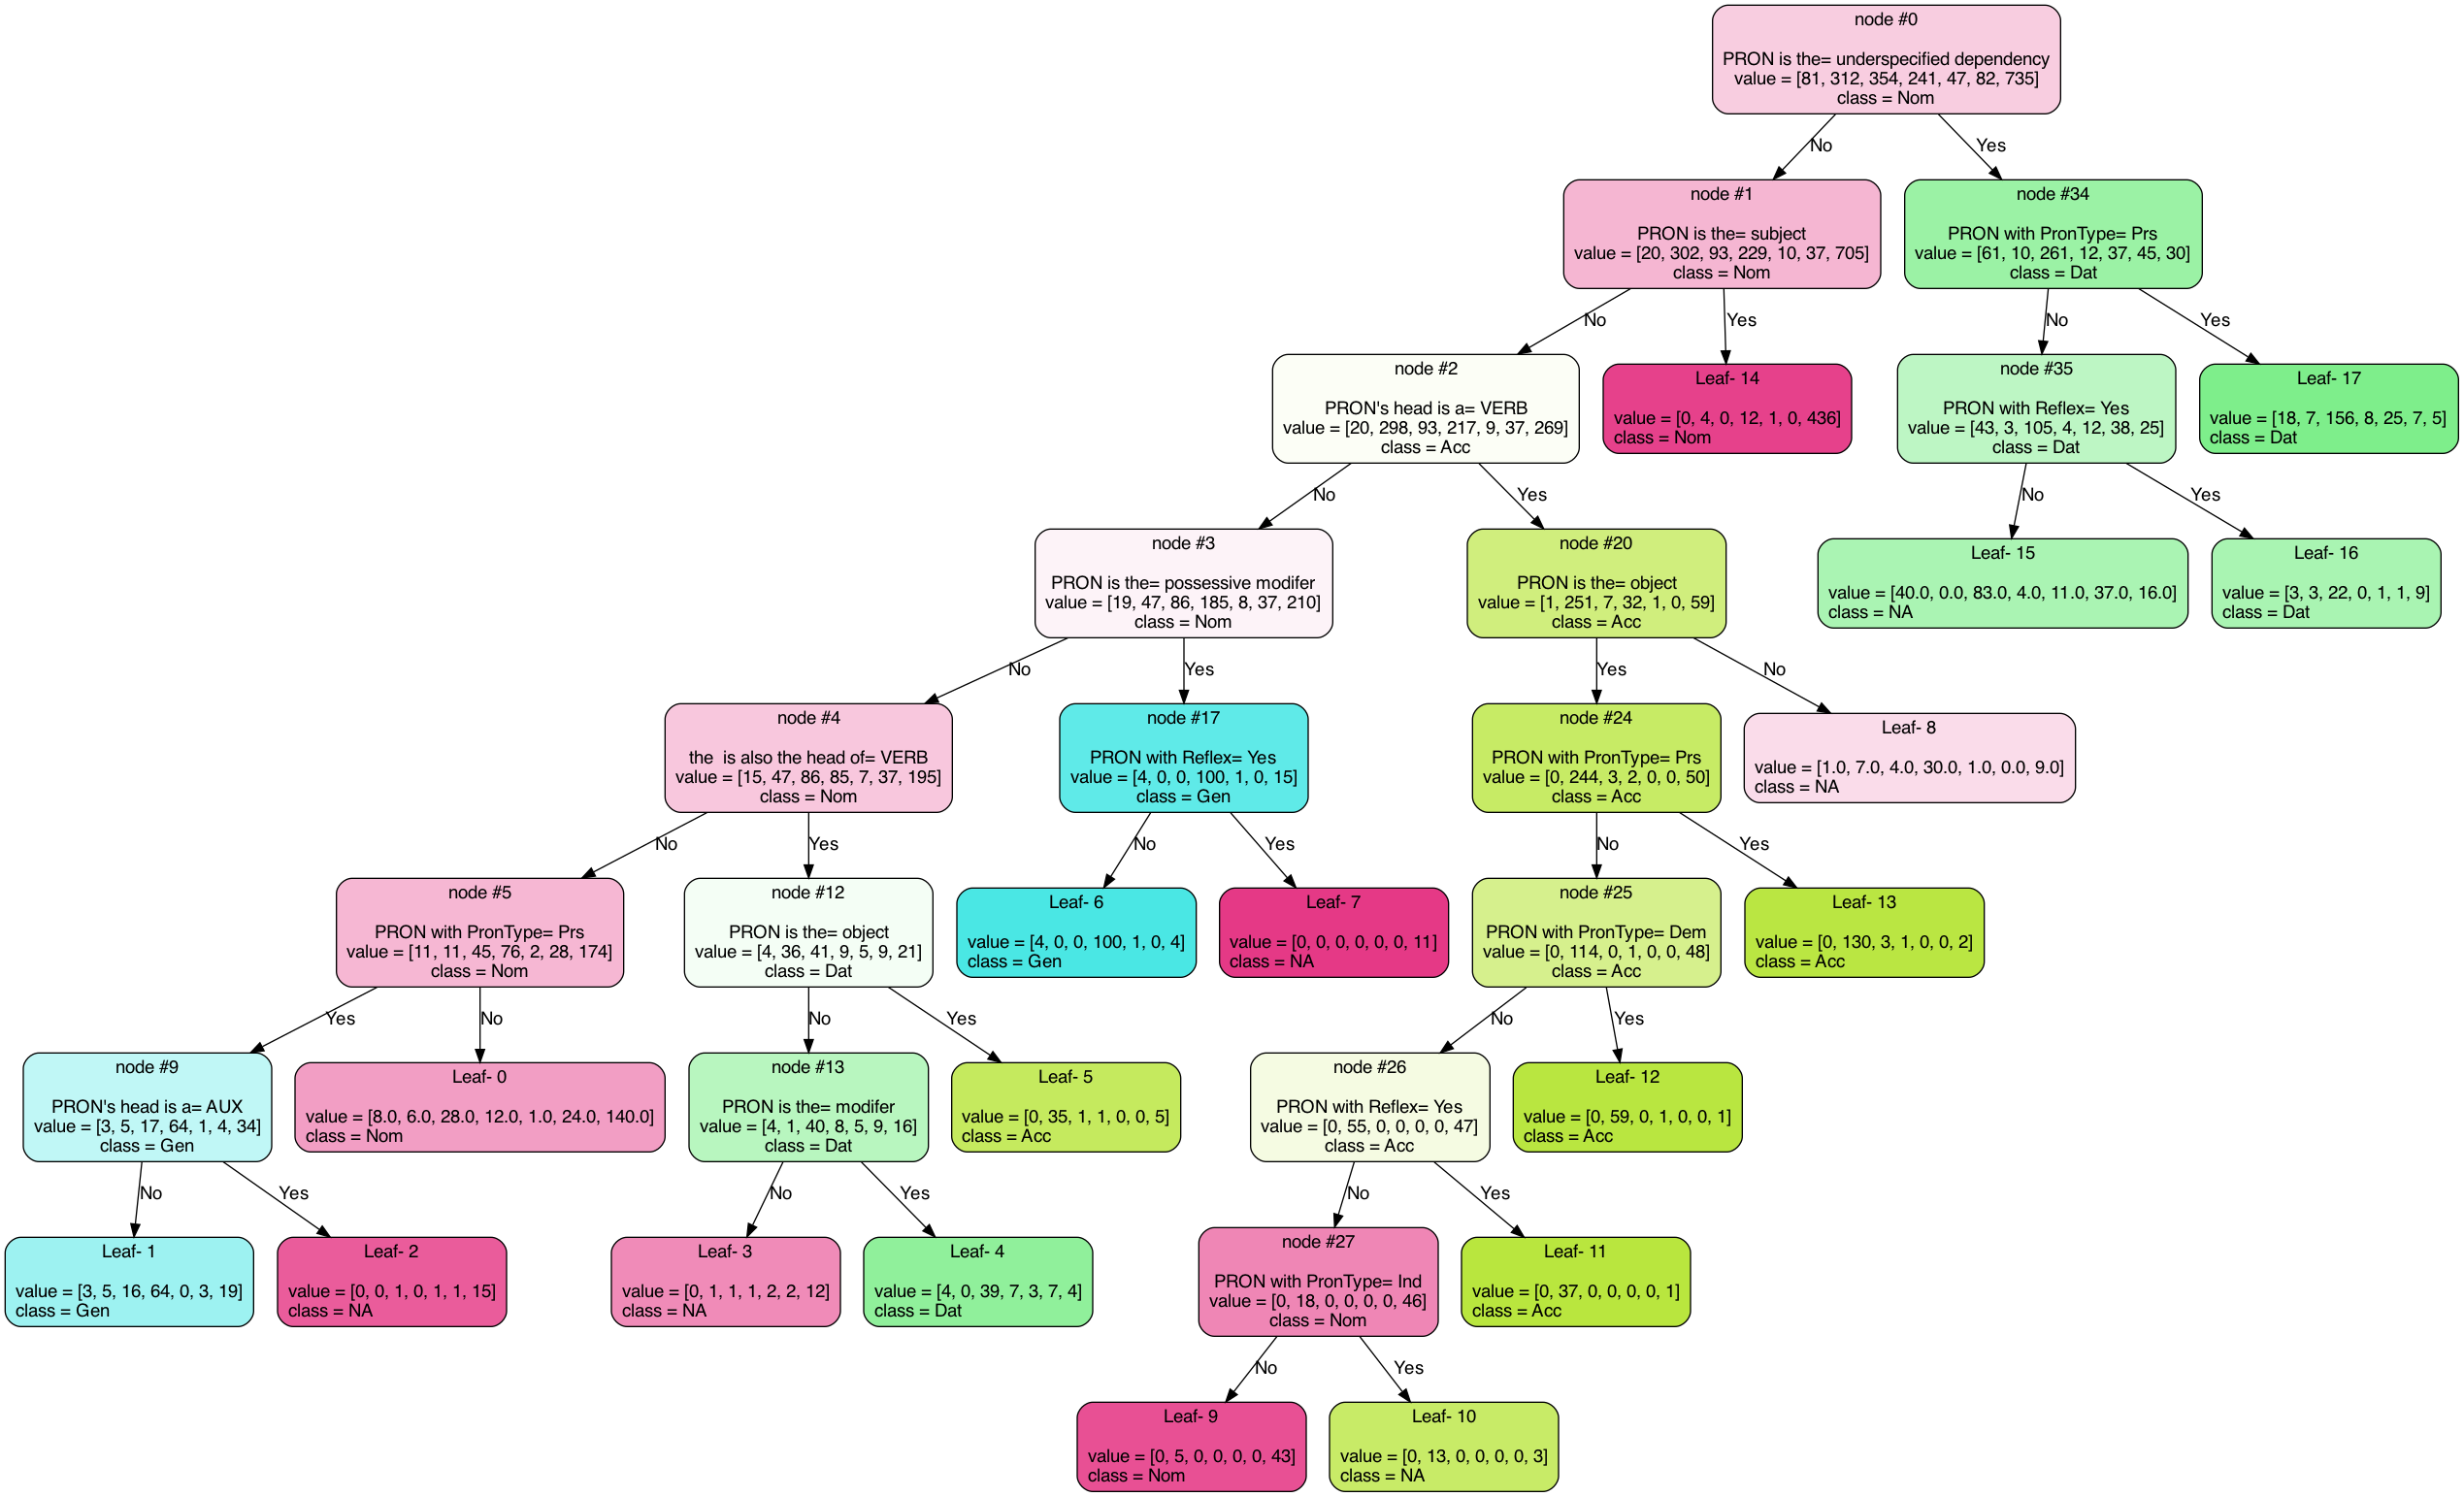 node #0
PRON is the= underspecified dependency
value = [81, 312, 354, 241, 47, 82, 735]
class = Nom
No
Yes
node #1
PRON is the= subject
value = [20, 302, 93, 229, 10, 37, 705]
class = Nom
node #34
PRON with PronType= Prs
value = [61, 10, 261, 12, 37, 45, 30]
class = Dat
No
Yes
No
Yes
node #2
PRON's head is a= VERB
value = [20, 298, 93, 217, 9, 37, 269]
class = Acc
Leaf- 14
value = [0, 4, 0, 12, 1, 0, 436]
class = Nom
node #35
PRON with Reflex= Yes
value = [43, 3, 105, 4, 12, 38, 25]
class = Dat
Leaf- 17
value = [18, 7, 156, 8, 25, 7, 5]
class = Dat
No
Yes
No
Yes
node #3
PRON is the= possessive modifer
value = [19, 47, 86, 185, 8, 37, 210]
class = Nom
node #20
PRON is the= object
value = [1, 251, 7, 32, 1, 0, 59]
class = Acc
Leaf- 15
value = [40.0, 0.0, 83.0, 4.0, 11.0, 37.0, 16.0]
class = NA
Leaf- 16
value = [3, 3, 22, 0, 1, 1, 9]
class = Dat
No
Yes
Yes
No
node #4
the  is also the head of= VERB
value = [15, 47, 86, 85, 7, 37, 195]
class = Nom
node #17
PRON with Reflex= Yes
value = [4, 0, 0, 100, 1, 0, 15]
class = Gen
node #24
PRON with PronType= Prs
value = [0, 244, 3, 2, 0, 0, 50]
class = Acc
Leaf- 8
value = [1.0, 7.0, 4.0, 30.0, 1.0, 0.0, 9.0]
class = NA
No
Yes
No
Yes
No
Yes
node #5
PRON with PronType= Prs
value = [11, 11, 45, 76, 2, 28, 174]
class = Nom
node #12
PRON is the= object
value = [4, 36, 41, 9, 5, 9, 21]
class = Dat
Leaf- 6
value = [4, 0, 0, 100, 1, 0, 4]
class = Gen
Leaf- 7
value = [0, 0, 0, 0, 0, 0, 11]
class = NA
node #25
PRON with PronType= Dem
value = [0, 114, 0, 1, 0, 0, 48]
class = Acc
Leaf- 13
value = [0, 130, 3, 1, 0, 0, 2]
class = Acc
Yes
No
No
Yes
No
Yes
node #9
PRON's head is a= AUX
value = [3, 5, 17, 64, 1, 4, 34]
class = Gen
Leaf- 0
value = [8.0, 6.0, 28.0, 12.0, 1.0, 24.0, 140.0]
class = Nom
node #13
PRON is the= modifer
value = [4, 1, 40, 8, 5, 9, 16]
class = Dat
Leaf- 5
value = [0, 35, 1, 1, 0, 0, 5]
class = Acc
node #26
PRON with Reflex= Yes
value = [0, 55, 0, 0, 0, 0, 47]
class = Acc
Leaf- 12
value = [0, 59, 0, 1, 0, 0, 1]
class = Acc
No
Yes
No
Yes
No
Yes
Leaf- 1
value = [3, 5, 16, 64, 0, 3, 19]
class = Gen
Leaf- 2
value = [0, 0, 1, 0, 1, 1, 15]
class = NA
Leaf- 3
value = [0, 1, 1, 1, 2, 2, 12]
class = NA
Leaf- 4
value = [4, 0, 39, 7, 3, 7, 4]
class = Dat
node #27
PRON with PronType= Ind
value = [0, 18, 0, 0, 0, 0, 46]
class = Nom
Leaf- 11
value = [0, 37, 0, 0, 0, 0, 1]
class = Acc
No
Yes
Leaf- 9
value = [0, 5, 0, 0, 0, 0, 43]
class = Nom
Leaf- 10
value = [0, 13, 0, 0, 0, 0, 3]
class = NA